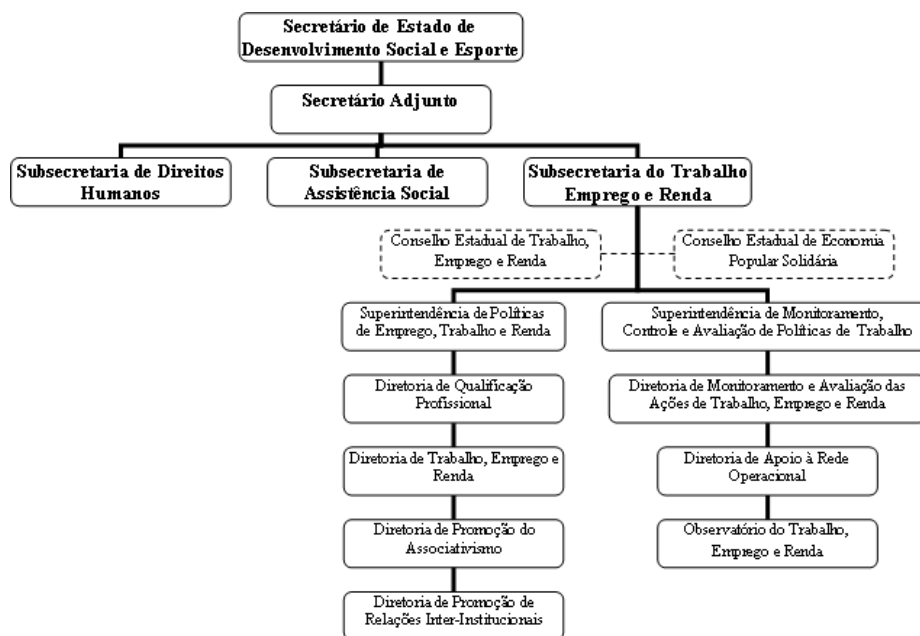 Secretário de Estado de
Desenvolvimento Social e Esporte
Secretário Adjunto
Subsecretaria de Direitos
Humanos
Subsecretaria de
Assistência Social
Subsecretaria do Trabalho
Emprego e Renda
Conselho Estadual de Trabalho,
Emprego e Renda
Conselho Estadual de Economia
Popular Solidária
Superintendência de Políticas
de Emprego, Trabalho e Renda
Superintendência de Monitoramento,
Controle e Avaliação de Políticas de Trabalho
Diretoria de Qualificação
Profissional
Diretoria de Monitoramento e Avaliação das
Ações de Trabalho, Emprego e Renda
Diretoria de Trabalho, Emprego e
Renda
Diretoria de Apoio à Rede
Operacional
Diretoria de Promoção do
Associativismo
Observatório do Trabalho,
Emprego e Renda
Diretoria de Promoção de
Relações Inter-Institucionais